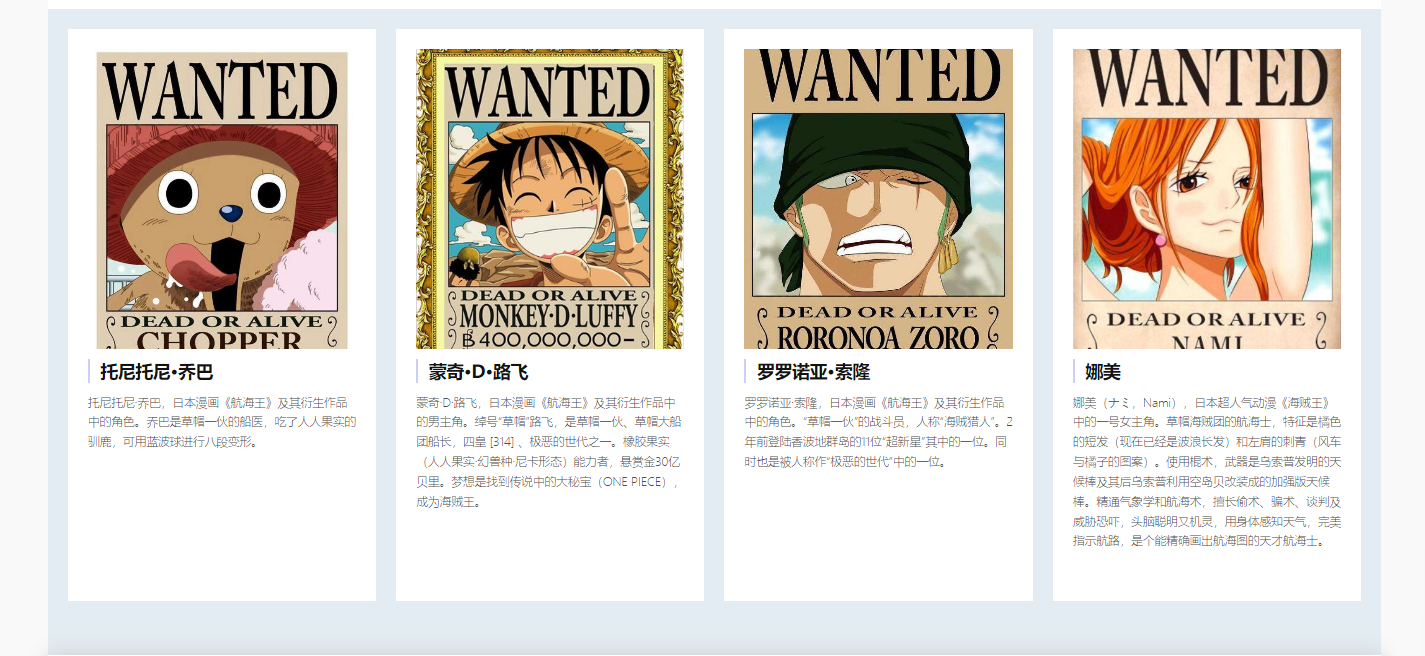 WANTED
DEAD OR ALIVE
CHOPPER
托尼托尼•乔巴
托尼托尼·乔巴，日本漫画《航海王》及其衍生作品
中的角色。乔巴是草帽一伙的船医，吃了人人果实的
驯鹿，可用蓝波球进行八段变形。
WANTED
DEAD OR ALIVE
MONKEY·D·LUFFY
฿400,000,000-
蒙奇•D•路飞
蒙奇·D·路飞，日本漫画《航海王》及其衍生作品中
的男主角。绰号“草帽”路飞，是草帽一伙、草帽大船
团船长，四皇 [314] 、极恶的世代之一。橡胶果实
（人人果实·幻兽种·尼卡形态）能力者，悬赏金30亿
贝里。梦想是找到传说中的大秘宝（ONE PIECE），
成为海贼王。
WANTED
DEAD OR ALIVE
RORONOA ZORO
罗罗诺亚•索隆
罗罗诺亚·索隆，日本漫画《航海王》及其衍生作品
中的角色。“草帽一伙”的战斗员，人称“海贼猎人”。2
年前登陆香波地群岛的11位“超新星”其中的一位。同
时也是被人称作“极恶的世代”中的一位。
WANTED
DEAD OR ALIVE
NAMI
娜美
娜美（ナミ，Nami），日本超人气动漫《海贼王》
中的一号女主角。草帽海贼团的航海士，特征是橘色
的短发（现在已经是波浪长发）和左肩的刺青（风车
与橘子的图案）。使用棍术，武器是乌索普发明的天
候棒及其后乌索普利用空岛贝改装成的加强版天候
棒。精通气象学和航海术，擅长偷术、骗术、谈判及
威胁恐吓，头脑聪明又机灵，用身体感知天气，完美
指示航路，是个能精确画出航海图的天才航海士。